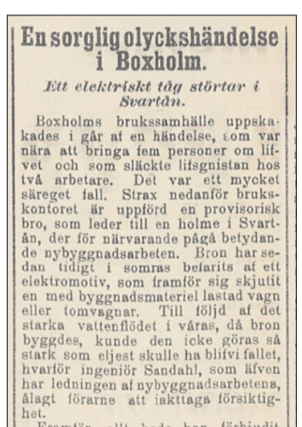 En sorglig olyckshändelse
i Boxholm.
Ett elektriskt tåg störtar i
Svartån.
Boxholms brukssamhälle uppska-
kades i går af en händelse, som var
nära att bringa fem personer om lif-
vet och som släckte lifsgnistan hos
två arbetare. Det var ett mycket
säreget fall. Strax nedanför bruks-
kontoret är uppförd en provisorisk
bro, som leder till en holme i Svart-
ån, der för närvarande pågå betydan-
de nybyggnadsarbeten. Bron har se-
dan tidigt i somras befarits af ett
elektromotiv, som framför sig skjutit
en med byggnadsmateriel lastad vagn
eller tomvagnar. Till följd af det
starka vattenflödet i våras, då bron
byggdes, kunde den icke göras så
stark som eljest skulle ha blifvi fallet,
hvarför ingeniör Sandahl, som äfven
har ledningen af nybyggnadsarbetena,
ålagt förarne att iakttaga försiktig-
het.